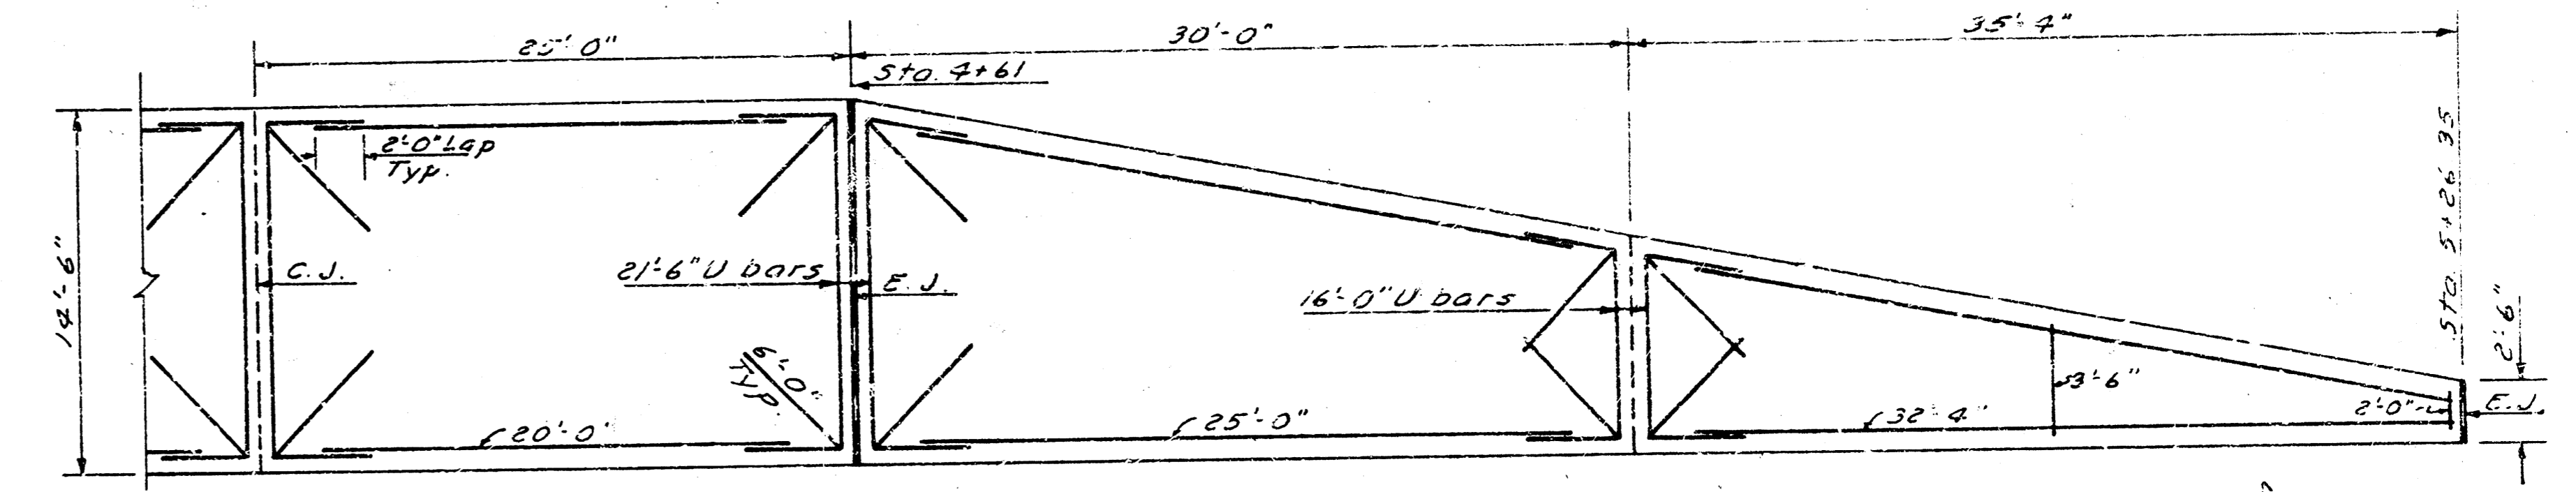 25'-0"
30'-0"
35'-4"
Sta. 4+61
2'-0" Lap
Typ.
14'-6"
C.J.
21'-6" U bars
E.J.
16'-0" U bars
Sta 5+26 35
2'-6"
6'-0"
Typ.
3'-6"
20'-0"
25'-0"
32'-4"
2'-0"
E.J.